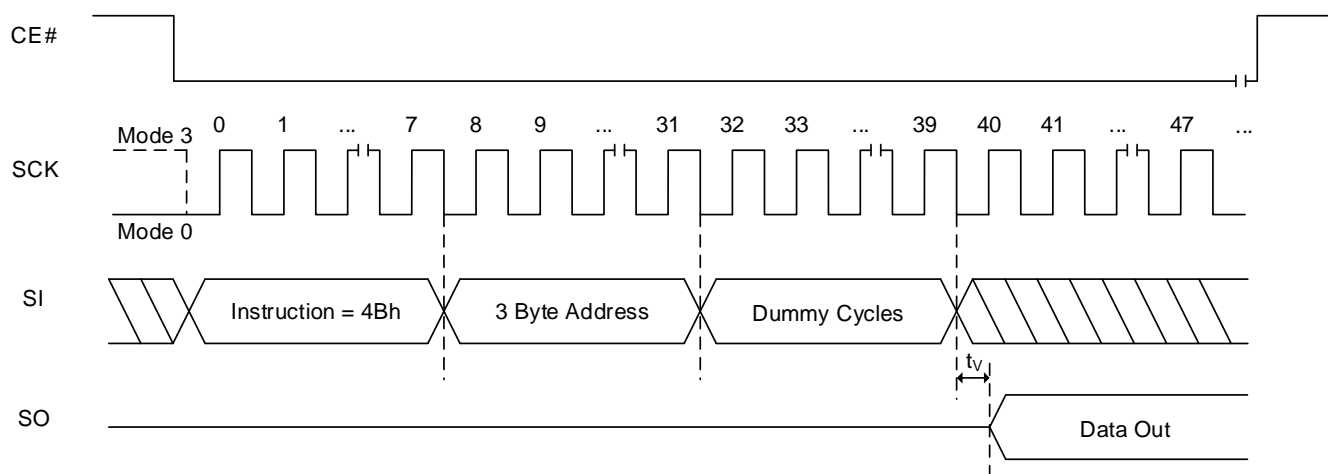 CE#
Mode 3
0 1 ... 7 8 9 ... 31 32 33 ... 39 40 41 ... 47 ...
SCK
Mode 0
SI
Instruction = 4Bh
3 Byte Address
Dummy Cycles
tV
SO
Data Out